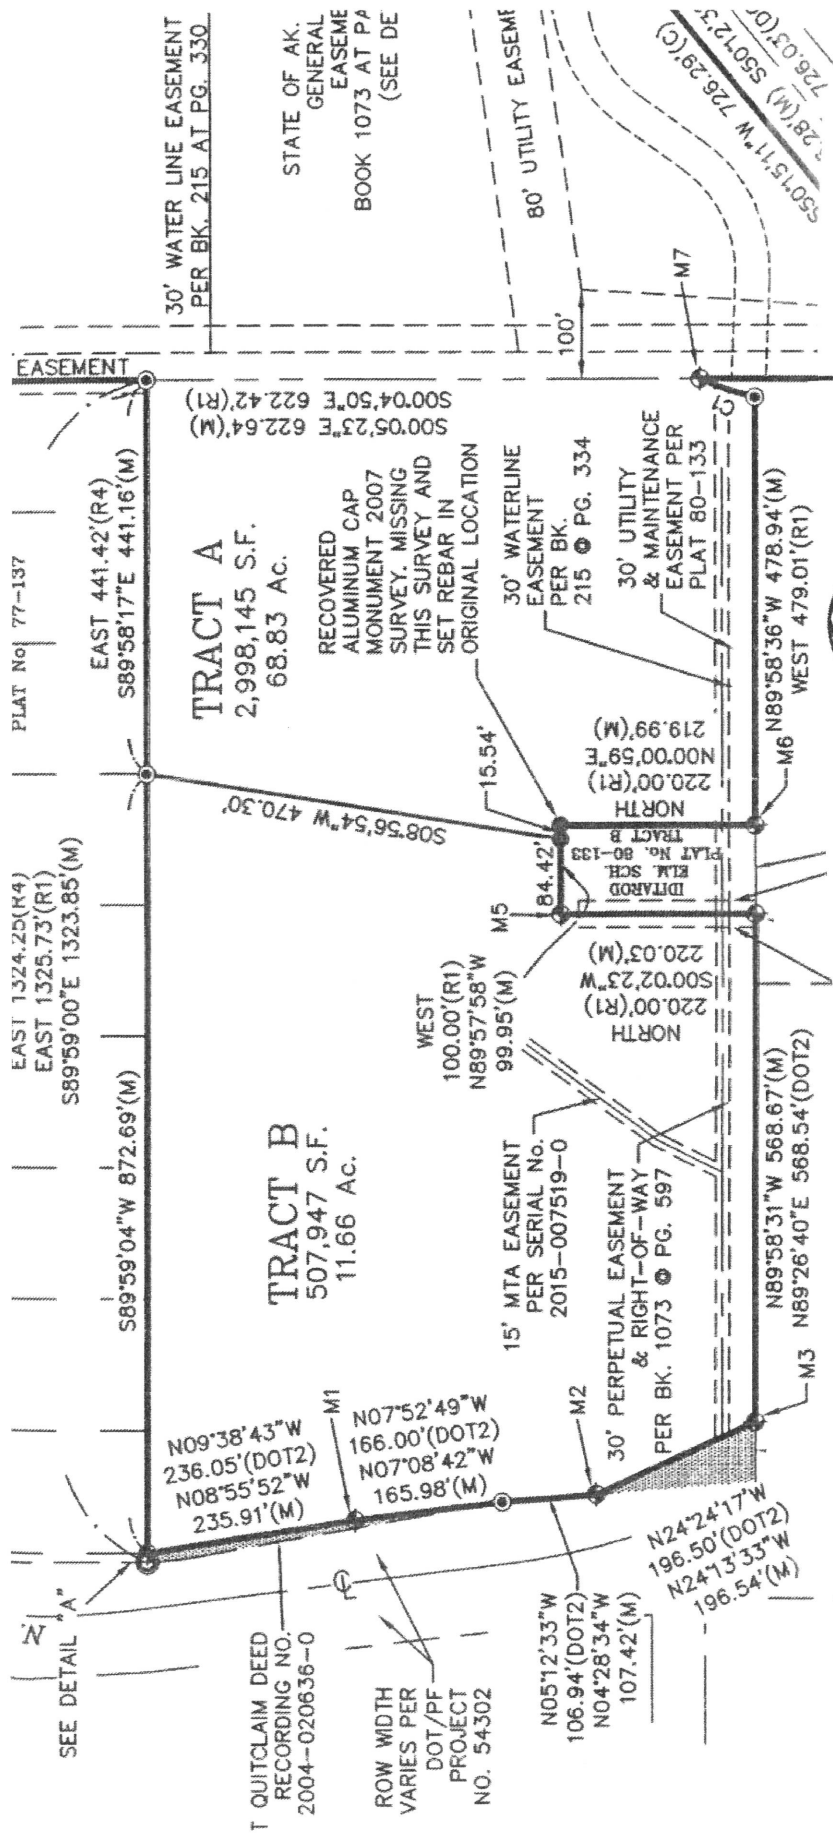 PLAT No 77-137
EAST 1324.25(R4)
EAST 1325.73'(R1)
S89°59'00"E 1323.85'(M)
EAST 441.42'(R4)
S89°58'17"E 441.16'(M)
EASEMENT
30' WATER LINE EASEMENT
PER BK. 215 AT PG. 330
STATE OF AK.
GENERAL
EASEME
BOOK 1073 AT PA
(SEE DE
80' UTILITY EASEM
S50°15'11"W 726.29'(C)
3.28'(M) S50°12'3
726.03'(DO
100'
M7
C1
SEE DETAIL "A"
N.
S89°59'04"W 872.69'(M)
TRACT A
2,998,145 S.F.
68.83 Ac.
S00°05'23"E 622.64'(M)
S00°04'50"E 622.42'(R1)
RECOVERED
ALUMINUM CAP
MONUMENT 2007
SURVEY. MISSING
THIS SURVEY AND
SET REBAR IN
ORIGINAL LOCATION
S08°56'54"W 470.30'
15.54'
84.42'
M5
30' WATERLINE
EASEMENT
PER BK.
215 @ PG. 334
30' UTILITY
& MAINTENANCE
EASEMENT PER
PLAT 80-133
N89°58'36"W 478.94'(M)
WEST 479.01'(R1)
M6
NORTH
220.00'(R1)
N00°00'59"E
219.99'(M)
IDITAROD
ELM. SCH.
PLAT No. 80-133
TRACT B
NORTH
220.00'(R1)
S00°02'23"W
220.03'(M)
WEST
100.00'(R1)
N89°57'58"W
99.95'(M)
TRACT B
507,947 S.F.
11.66 Ac.
15' MTA EASEMENT
PER SERIAL No.
2015-007519-0
30' PERPETUAL EASEMENT
& RIGHT-OF-WAY
PER BK. 1073 @ PG. 597
N89°58'31"W 568.67'(M)
N89°26'40"E 568.54'(DOT2)
M3
N09°38'43"W
236.05'(DOT2)
N08°55'52"W
235.91'(M)
M1
N07°52'49"W
166.00'(DOT2)
N07°08'42"W
165.98'(M)
M2
T QUITCLAIM DEED
RECORDING NO.
2004-020636-0
ROW WIDTH
VARIES PER
DOT/PF
PROJECT
NO. 54302
N05°12'33"W
106.94'(DOT2)
N04°28'34"W
107.42'(M)
N24°24'17"W
196.50'(DOT2)
N24°13'33"W
196.54'(M)